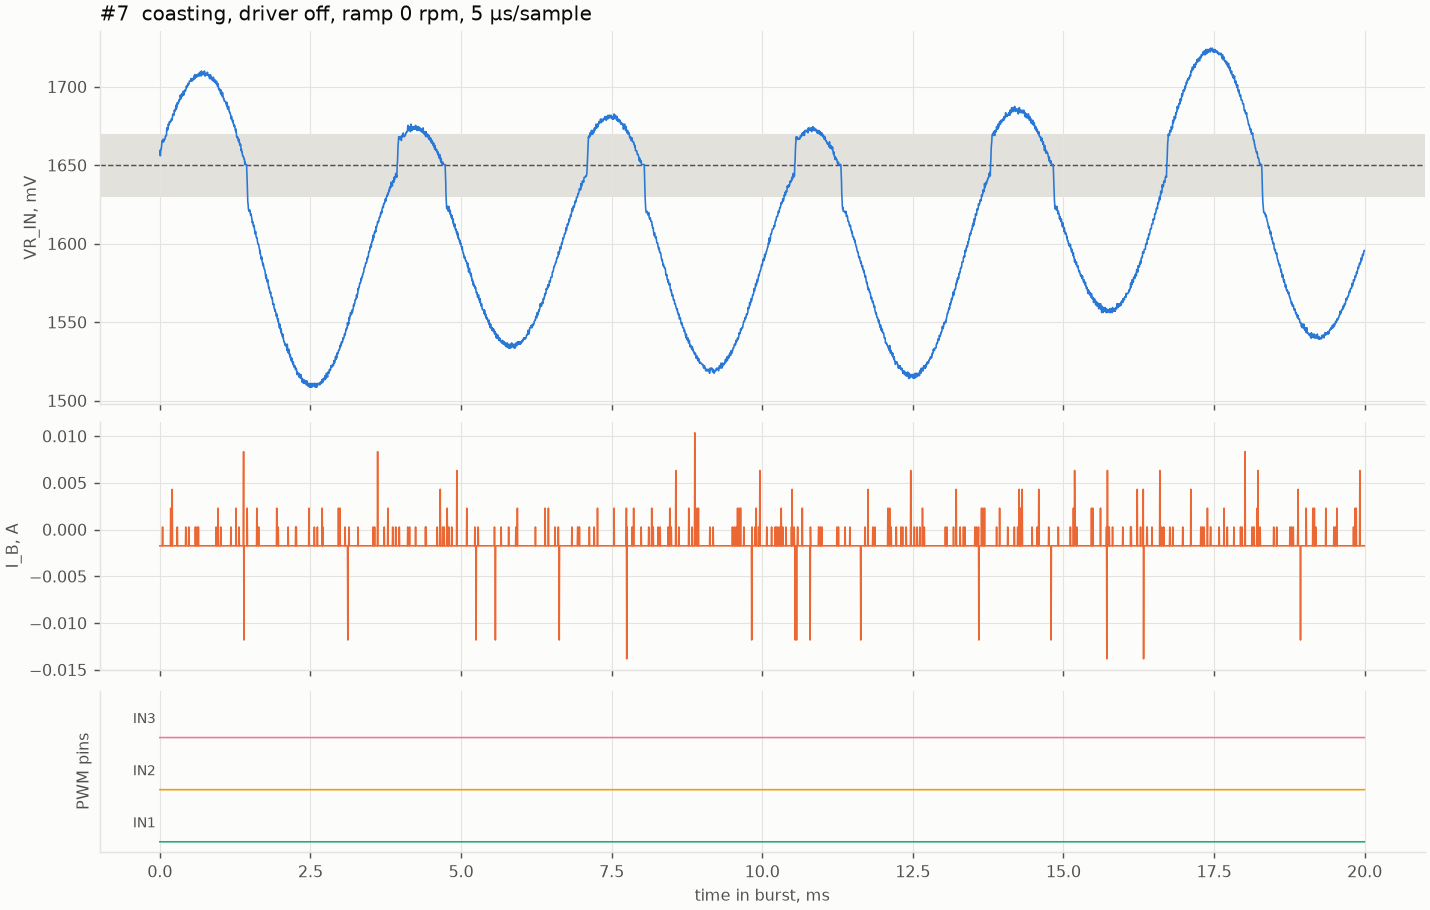 #7  coasting, driver off, ramp 0 rpm, 5 µs/sample
VR_IN, mV
1700
1650
1600
1550
1500
I_B, A
0.010
0.005
0.000
−0.005
−0.010
−0.015
PWM pins
IN3
IN2
IN1
0.0 2.5 5.0 7.5 10.0 12.5 15.0 17.5 20.0
time in burst, ms